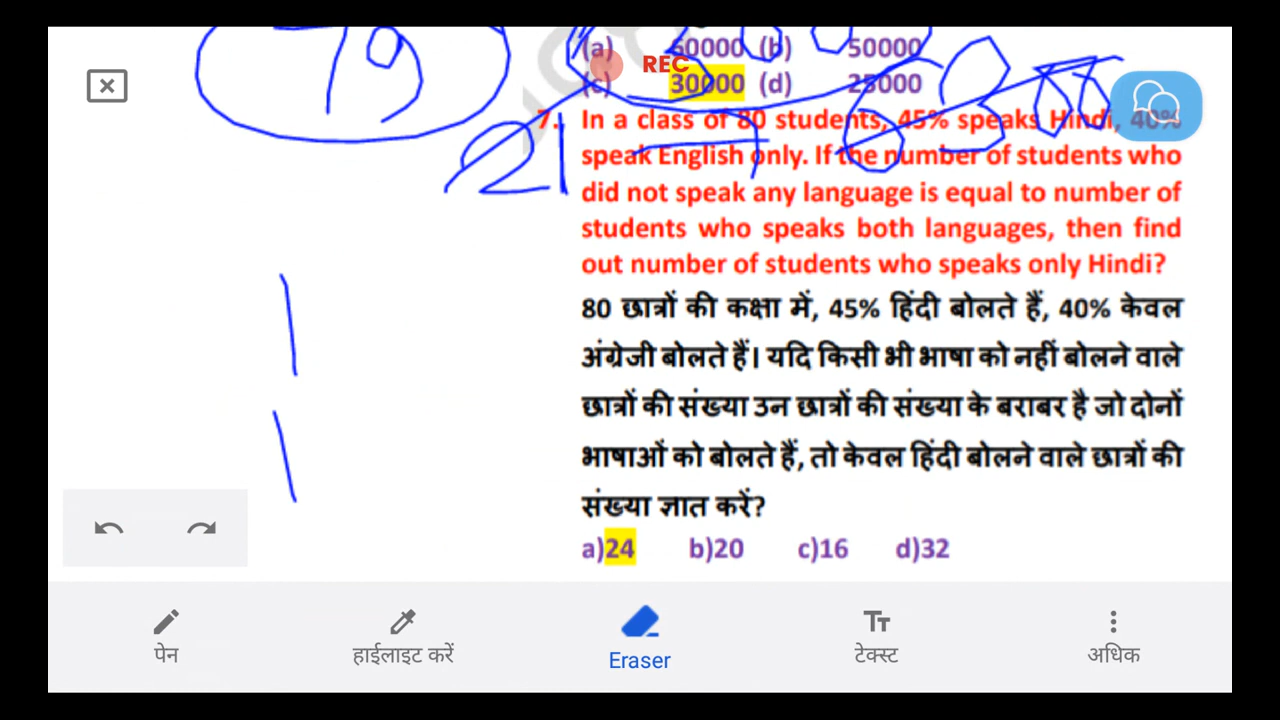 (a) 60000 (b) 50000
REC
(c) 30000 (d) 25000
7. In a class of 80 students, 45% speaks Hindi, 40%
speak English only. If the number of students who
did not speak any language is equal to number of
students who speaks both languages, then find
out number of students who speaks only Hindi?
80 छात्रों की कक्षा में, 45% हिंदी बोलते हैं, 40% केवल
अंग्रेजी बोलते हैं। यदि किसी भी भाषा को नहीं बोलने वाले
छात्रों की संख्या उन छात्रों की संख्या के बराबर है जो दोनों
भाषाओं को बोलते हैं, तो केवल हिंदी बोलने वाले छात्रों की
संख्या ज्ञात करें?
a)24 b)20 c)16 d)32
21
पेन हाईलाइट करें Eraser टेक्स्ट अधिक